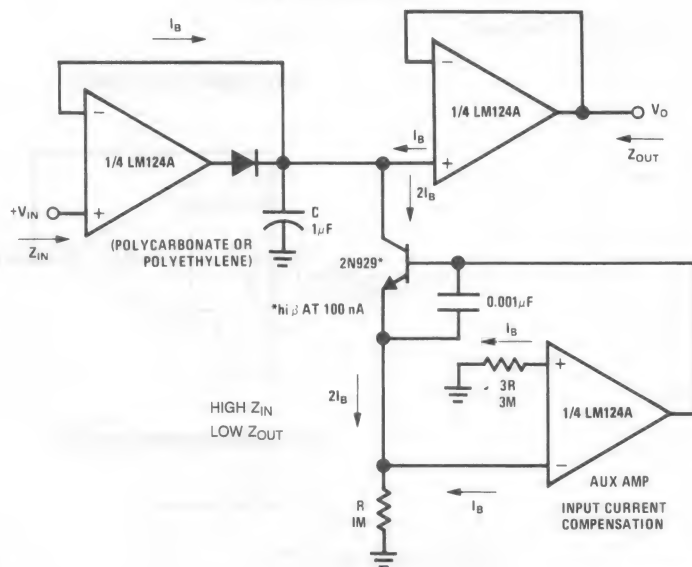 I_B
−
1/4 LM124A
+V_IN
+
Z_IN
C
1μF
(POLYCARBONATE OR
POLYETHYLENE)
−
1/4 LM124A
I_B
+
V_O
Z_OUT
2I_B
2N929*
*hi β AT 100 nA
0.001μF
I_B
3R
3M
+
1/4 LM124A
−
2I_B
HIGH Z_IN
LOW Z_OUT
AUX AMP
INPUT CURRENT
COMPENSATION
I_B
R
1M